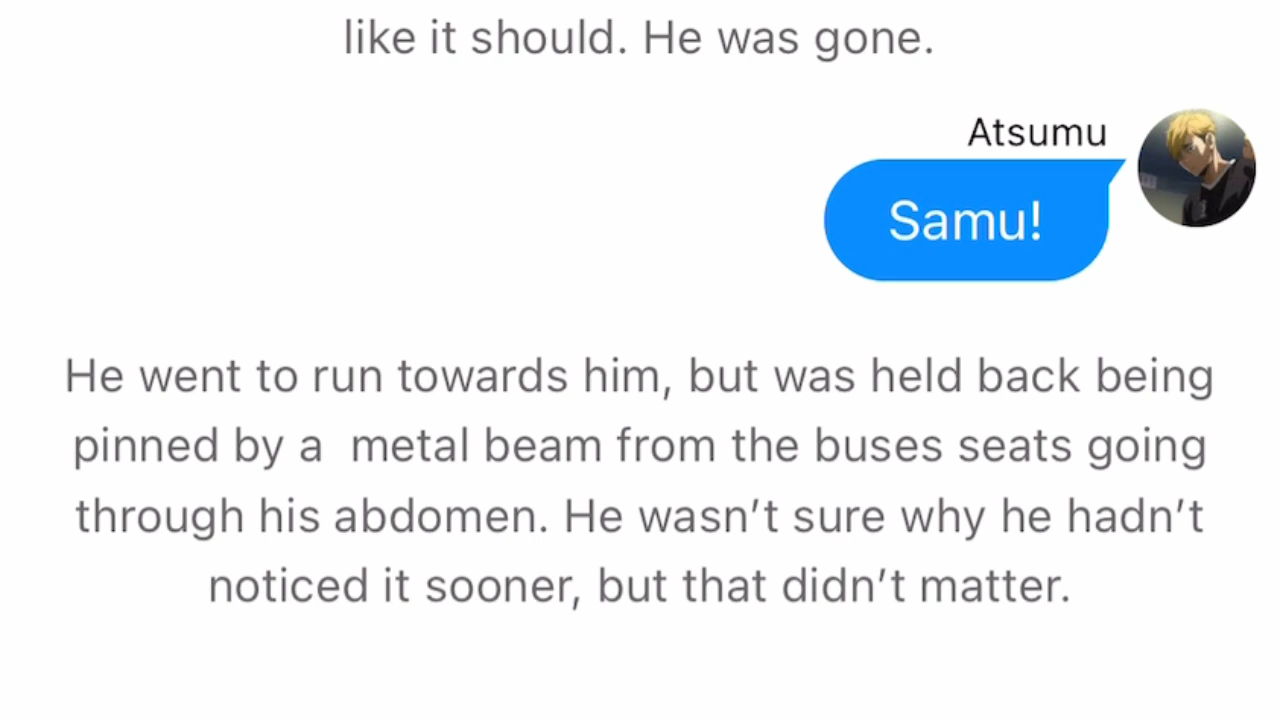 like it should. He was gone.
Atsumu
Samu!
He went to run towards him, but was held back being
pinned by a  metal beam from the buses seats going
through his abdomen. He wasn’t sure why he hadn’t
noticed it sooner, but that didn’t matter.